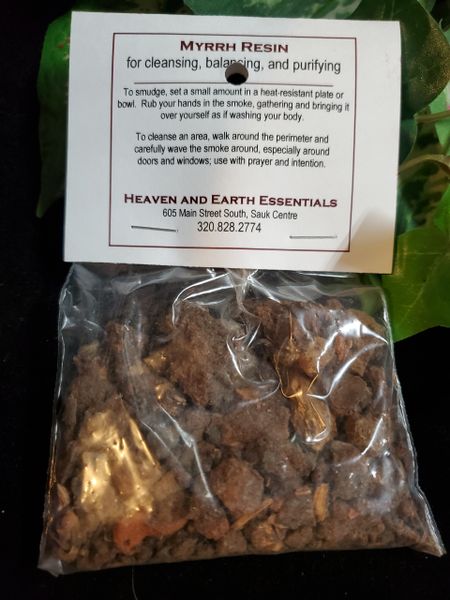 MYRRH RESIN
for cleansing, balancing, and purifying
To smudge, set a small amount in a heat-resistant plate or
bowl. Rub your hands in the smoke, gathering and bringing it
over yourself as if washing your body.
To cleanse an area, walk around the perimeter and
carefully wave the smoke around, especially around
doors and windows; use with prayer and intention.
HEAVEN AND EARTH ESSENTIALS
605 Main Street South, Sauk Centre
320.828.2774